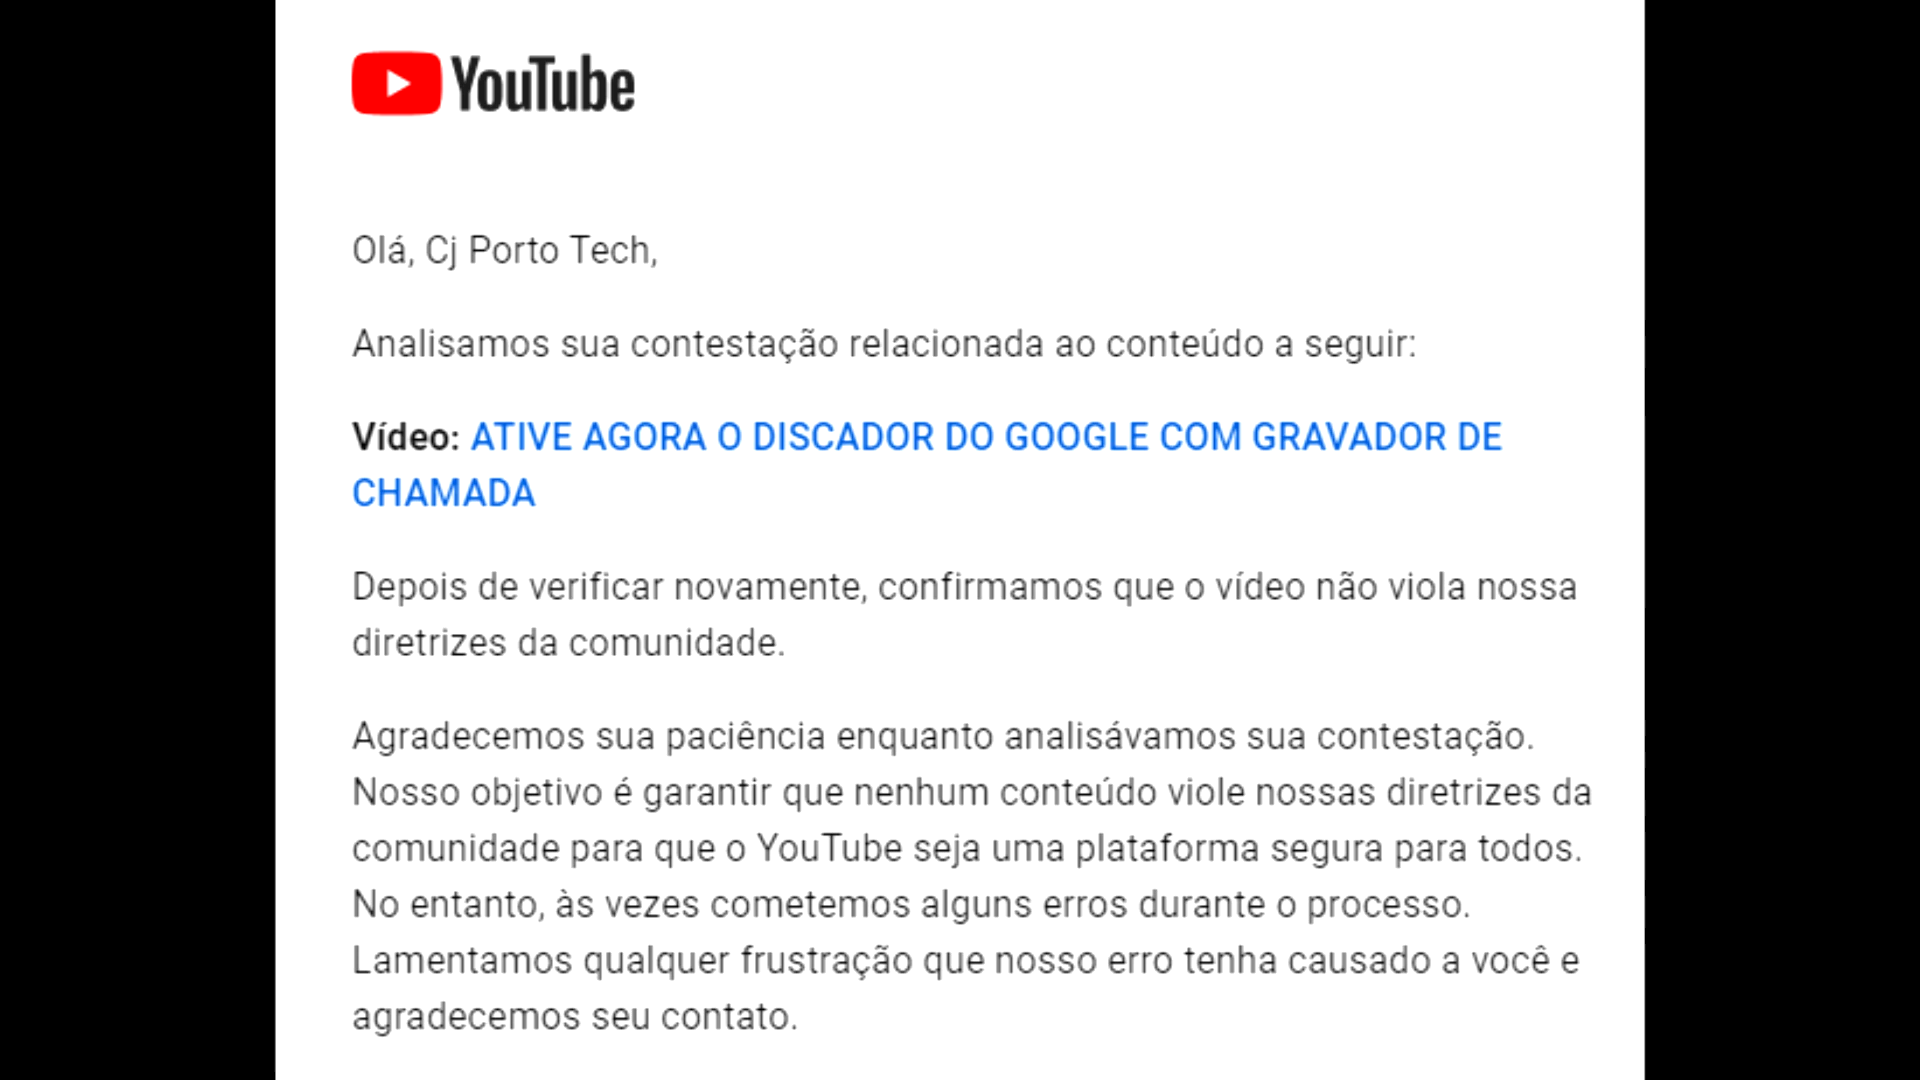 YouTube
Olá, Cj Porto Tech,
Analisamos sua contestação relacionada ao conteúdo a seguir:
Vídeo: ATIVE AGORA O DISCADOR DO GOOGLE COM GRAVADOR DE
CHAMADA
Depois de verificar novamente, confirmamos que o vídeo não viola nossa
diretrizes da comunidade.
Agradecemos sua paciência enquanto analisávamos sua contestação.
Nosso objetivo é garantir que nenhum conteúdo viole nossas diretrizes da
comunidade para que o YouTube seja uma plataforma segura para todos.
No entanto, às vezes cometemos alguns erros durante o processo.
Lamentamos qualquer frustração que nosso erro tenha causado a você e
agradecemos seu contato.